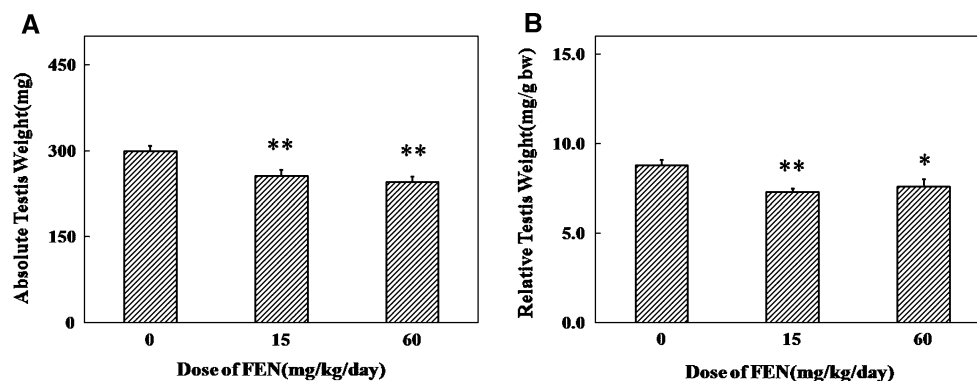 A
Absolute Testis Weight(mg)
450
300
150
0
** **
0 15 60
Dose of FEN(mg/kg/day)
B
Relative Testis Weight(mg/g bw)
15.0
10.0
5.0
0.0
** *
0 15 60
Dose of FEN(mg/kg/day)